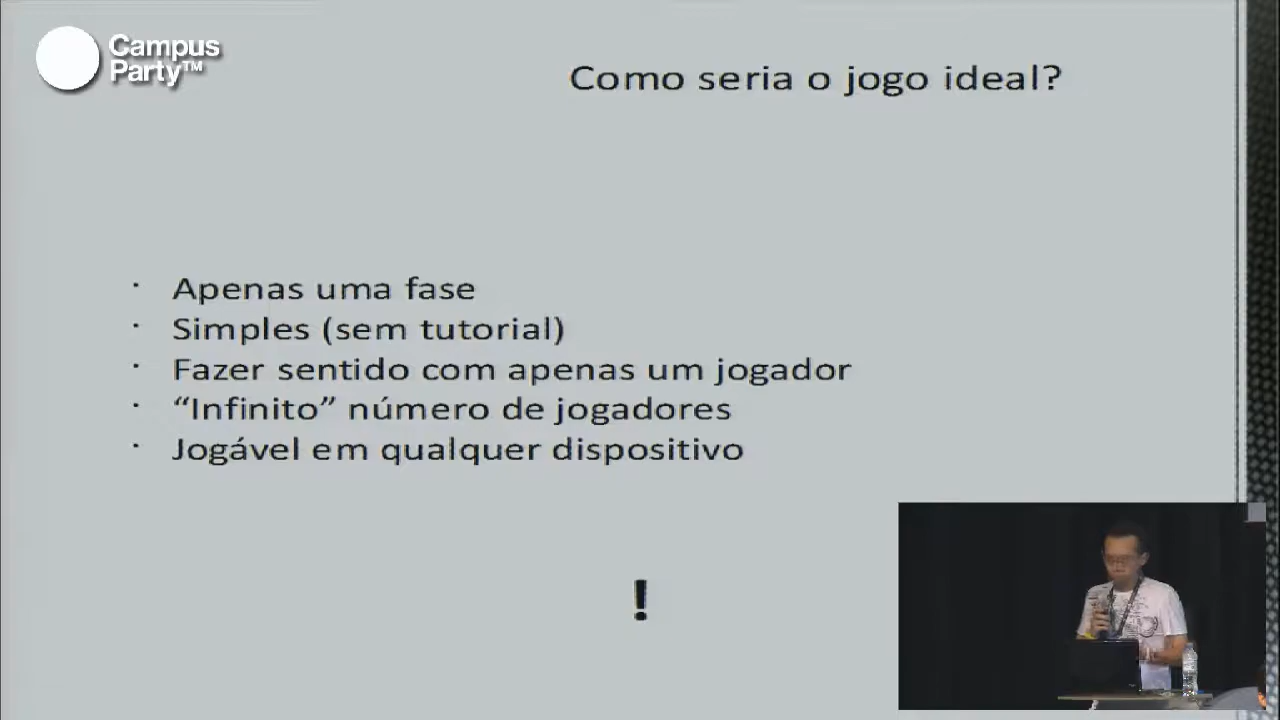 Campus
Party™
Como seria o jogo ideal?
· Apenas uma fase
· Simples (sem tutorial)
· Fazer sentido com apenas um jogador
· “Infinito” número de jogadores
· Jogável em qualquer dispositivo
!